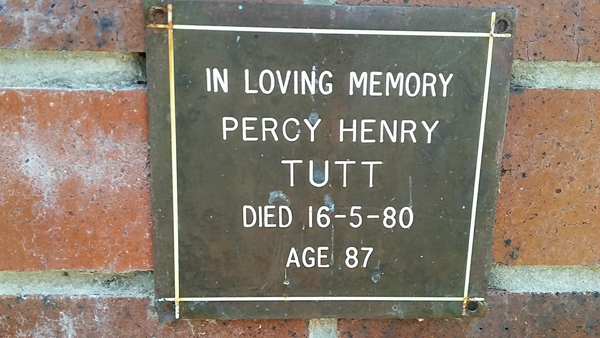 IN LOVING MEMORY
PERCY HENRY
TUTT
DIED 16-5-80
AGE 87